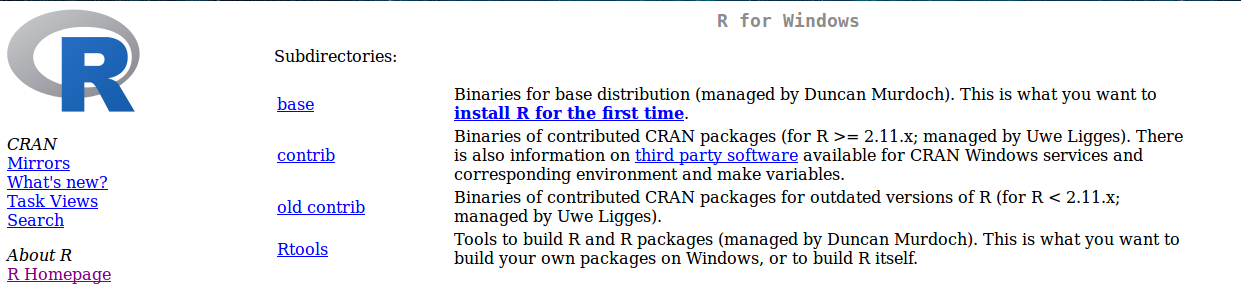 R for Windows
Subdirectories:
base
Binaries for base distribution (managed by Duncan Murdoch). This is what you want to
install R for the first time.
contrib
Binaries of contributed CRAN packages (for R >= 2.11.x; managed by Uwe Ligges). There
is also information on third party software available for CRAN Windows services and
corresponding environment and make variables.
old contrib
Binaries of contributed CRAN packages for outdated versions of R (for R < 2.11.x;
managed by Uwe Ligges).
Rtools
Tools to build R and R packages (managed by Duncan Murdoch). This is what you want to
build your own packages on Windows, or to build R itself.
R
CRAN
Mirrors
What's new?
Task Views
Search
About R
R Homepage